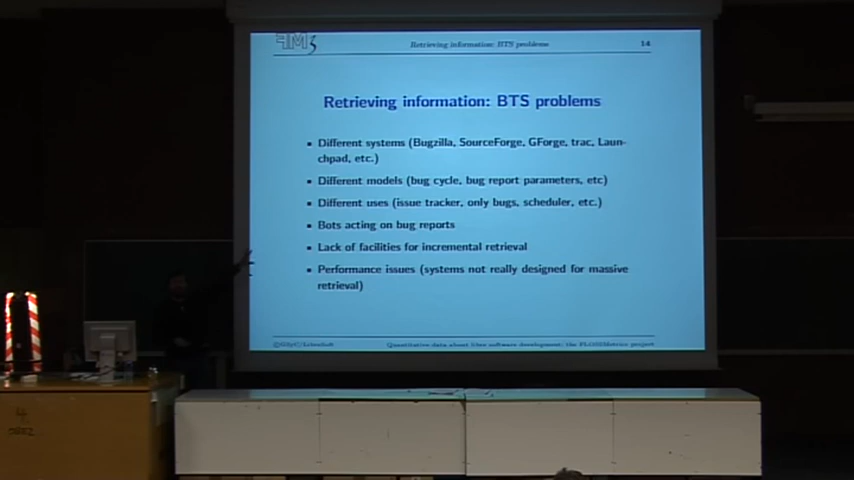 Retrieving information: BTS problems 14
Retrieving information: BTS problems
Different systems (Bugzilla, SourceForge, GForge, trac, Laun-
chpad, etc.)
Different models (bug cycle, bug report parameters, etc)
Different uses (issue tracker, only bugs, scheduler, etc.)
Bots acting on bug reports
Lack of facilities for incremental retrieval
Performance issues (systems not really designed for massive
retrieval)
©GSyC/LibreSoft Quantitative data about libre software development: the FLOSSMetrics project